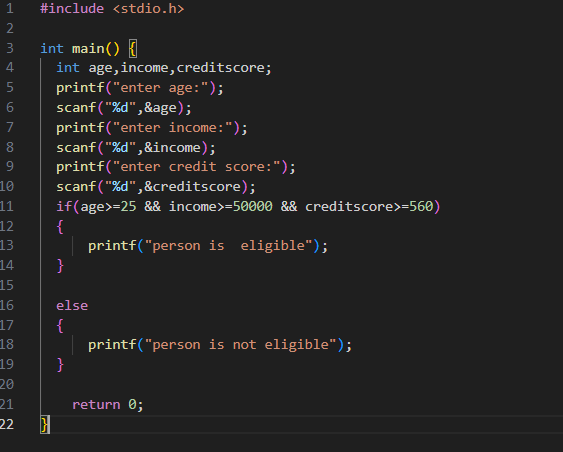 1 #include <stdio.h>
2
3 int main() {
4   int age,income,creditscore;
5   printf("enter age:");
6   scanf("%d",&age);
7   printf("enter income:");
8   scanf("%d",&income);
9   printf("enter credit score:");
10   scanf("%d",&creditscore);
11   if(age>=25 && income>=50000 && creditscore>=560)
12   {
13       printf("person is  eligible");
14   }
15
16   else
17   {
18       printf("person is not eligible");
19   }
20
21     return 0;
22 }